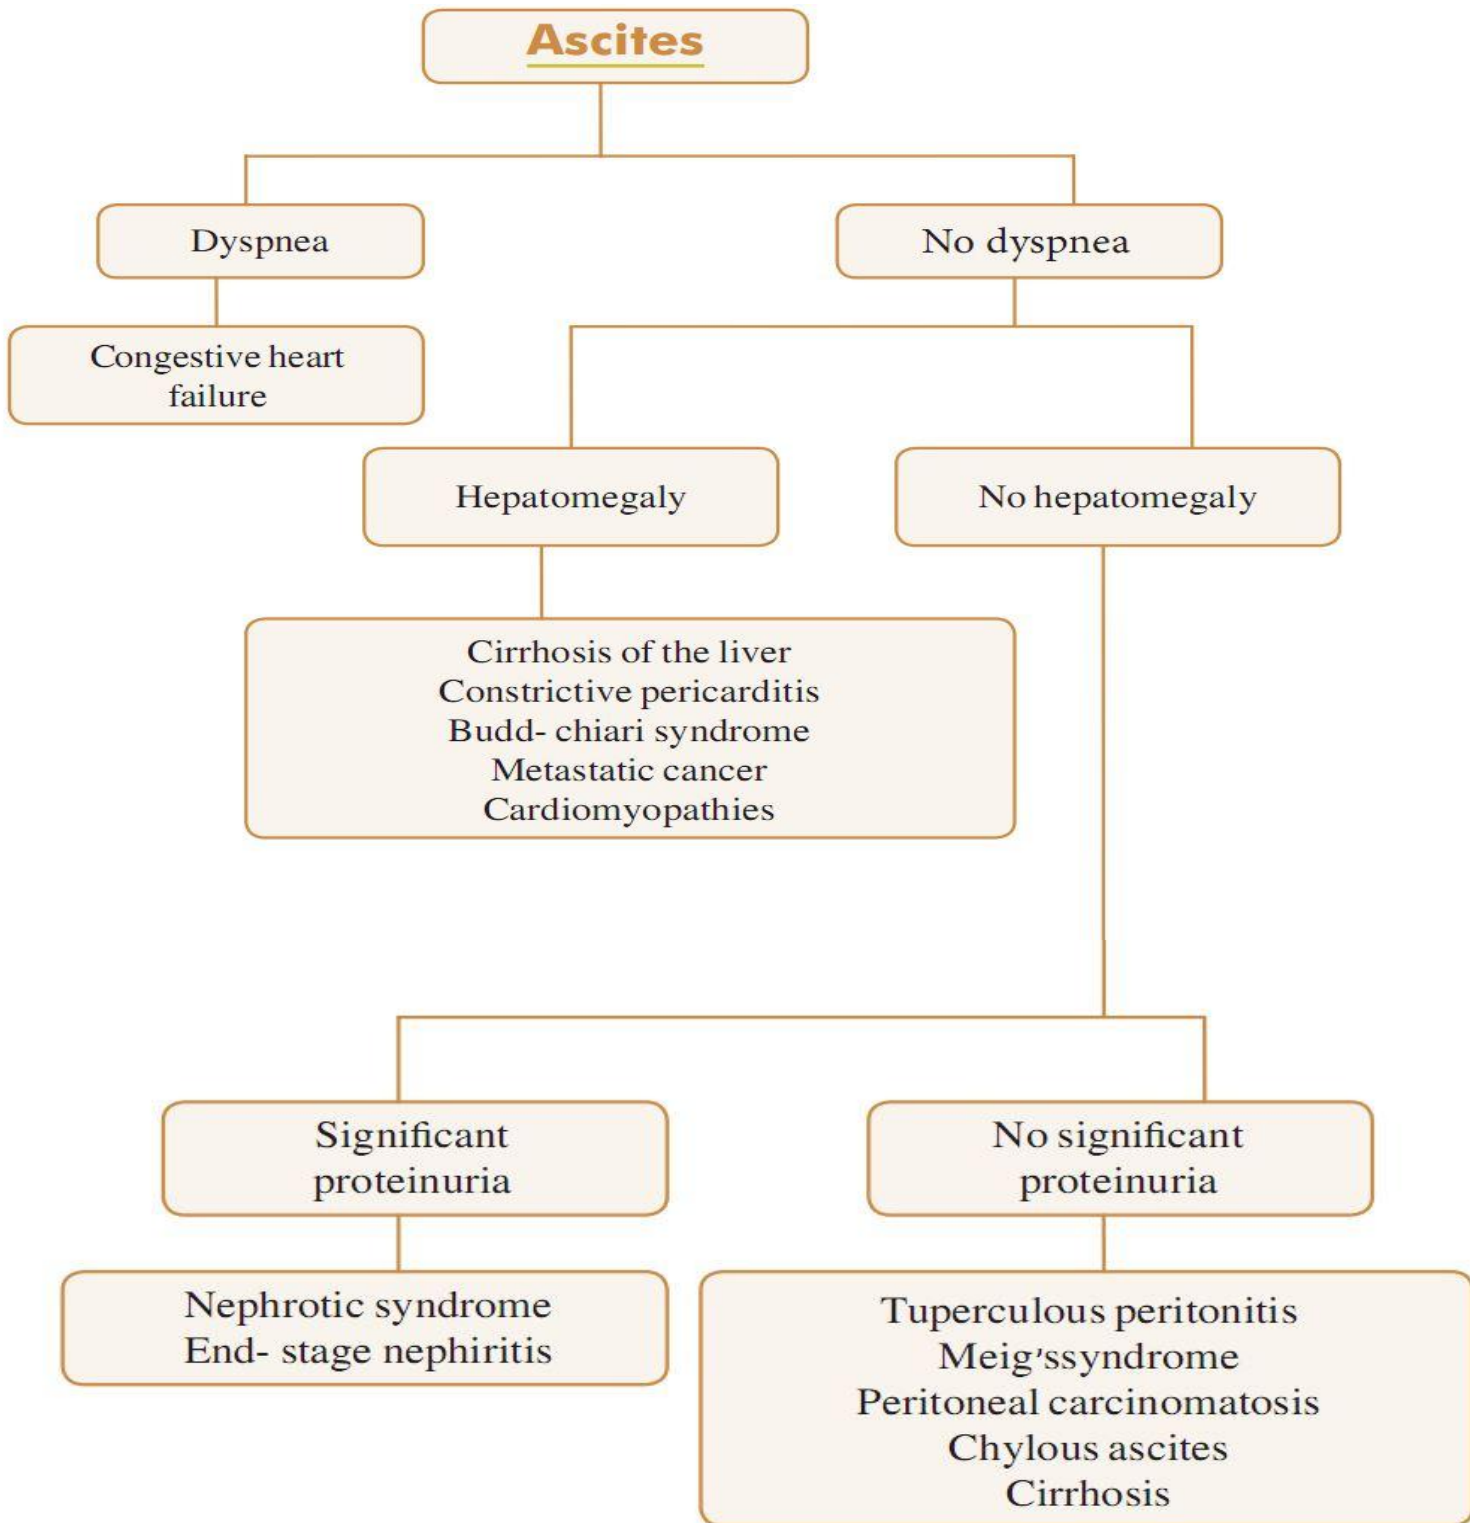 Ascites
Dyspnea
No dyspnea
Congestive heart
failure
Hepatomegaly
No hepatomegaly
Cirrhosis of the liver
Constrictive pericarditis
Budd- chiari syndrome
Metastatic cancer
Cardiomyopathies
Significant
proteinuria
No significant
proteinuria
Nephrotic syndrome
End- stage nephiritis
Tuperculous peritonitis
Meig'ssyndrome
Peritoneal carcinomatosis
Chylous ascites
Cirrhosis